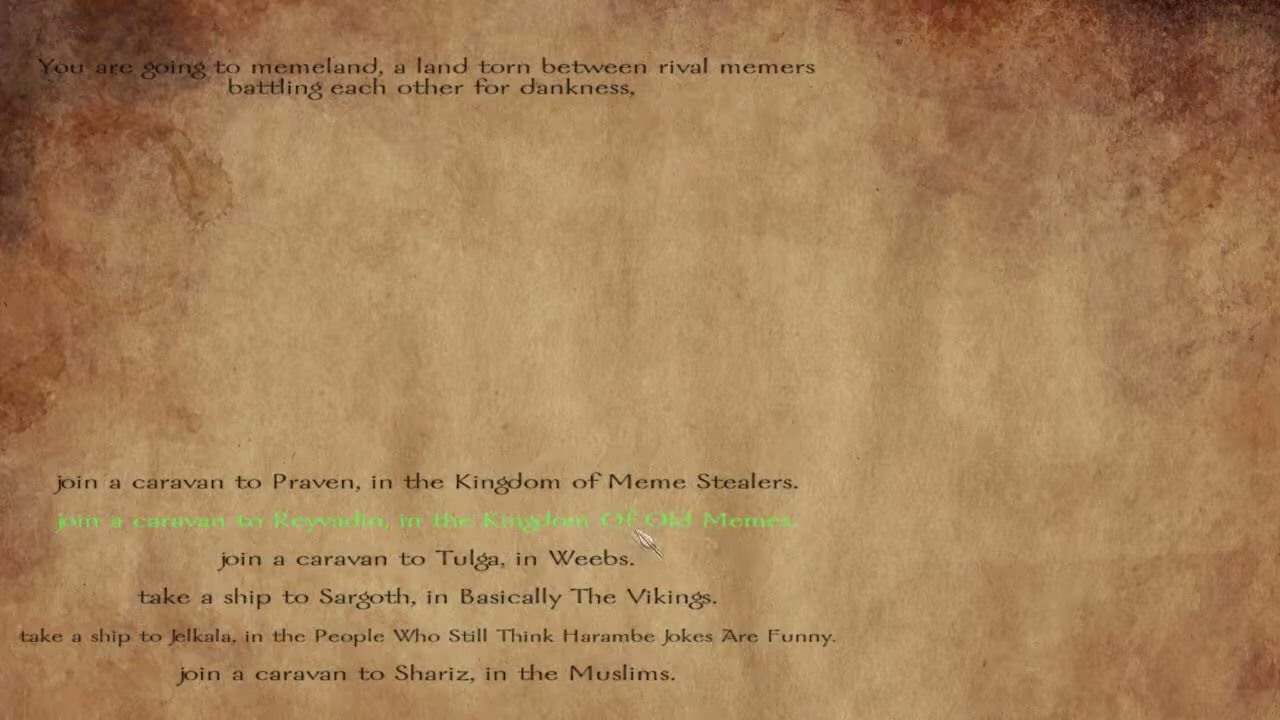 You are going to memeland, a land torn between rival memers
battling each other for dankness,
join a caravan to Praven, in the Kingdom of Meme Stealers.
join a caravan to Reyvadin, in the Kingdom Of Old Memes.
join a caravan to Tulga, in Weebs.
take a ship to Sargoth, in Basically The Vikings.
take a ship to Jelkala, in the People Who Still Think Harambe Jokes Are Funny.
join a caravan to Shariz, in the Muslims.